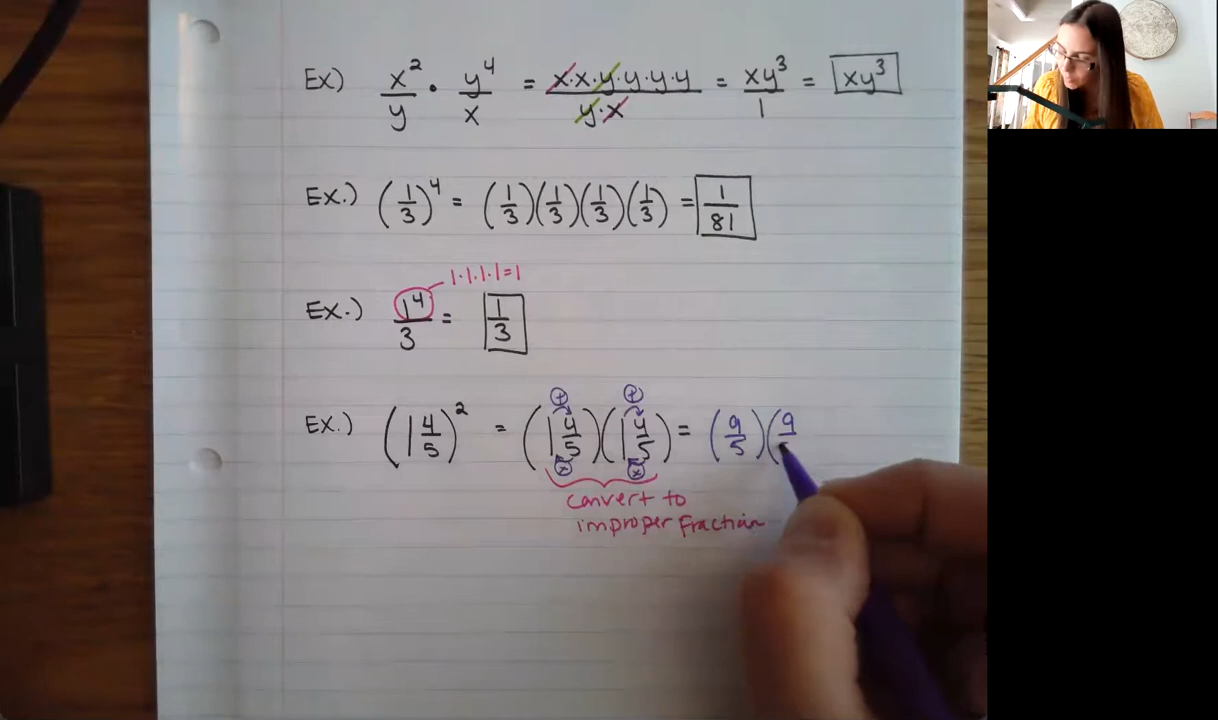 Ex) x²/y · y⁴/x = x·x·y·y·y·y/y·x = xy³/1 = xy³
Ex.) (1/3)⁴ = (1/3)(1/3)(1/3)(1/3) = 1/81
1·1·1·1=1
Ex.) 1⁴/3 = 1/3
Ex.) (1 4/5)² = (1 4/5)(1 4/5) = (9/5)(9/
+ +
× ×
convert to
improper fraction